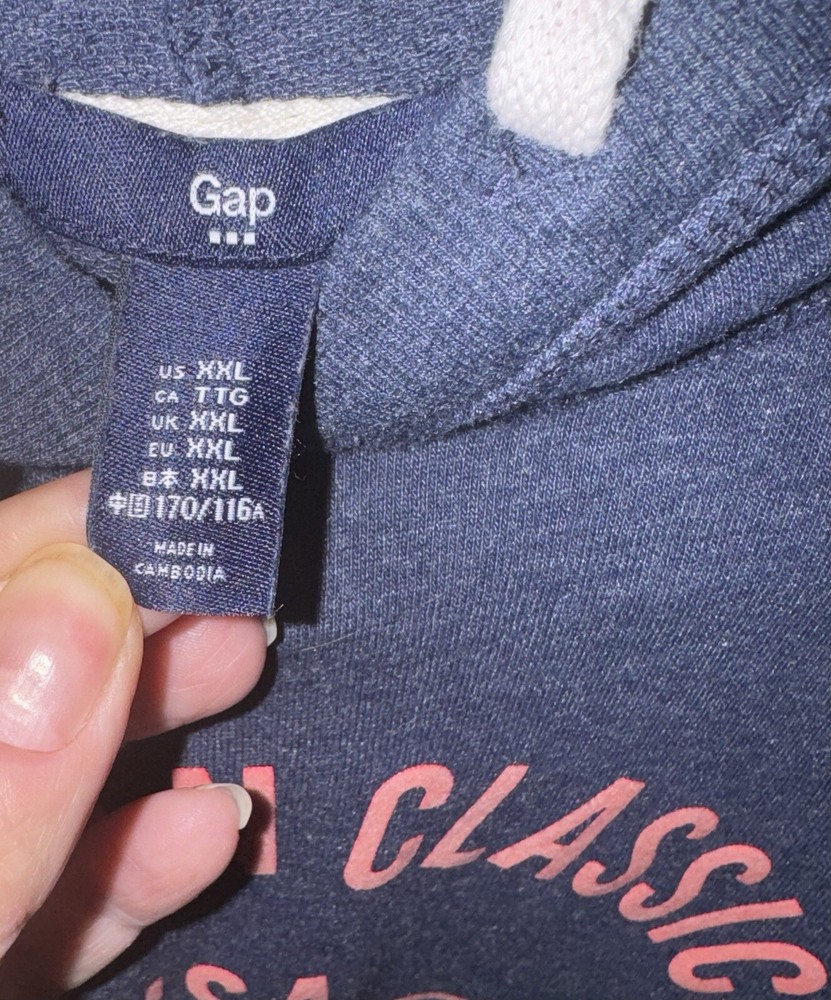 Gap
US XXL
CA TTG
UK XXL
EU XXL
日本 XXL
中国 170/116A
MADE IN
CAMBODIA
N CLASSIC
SA